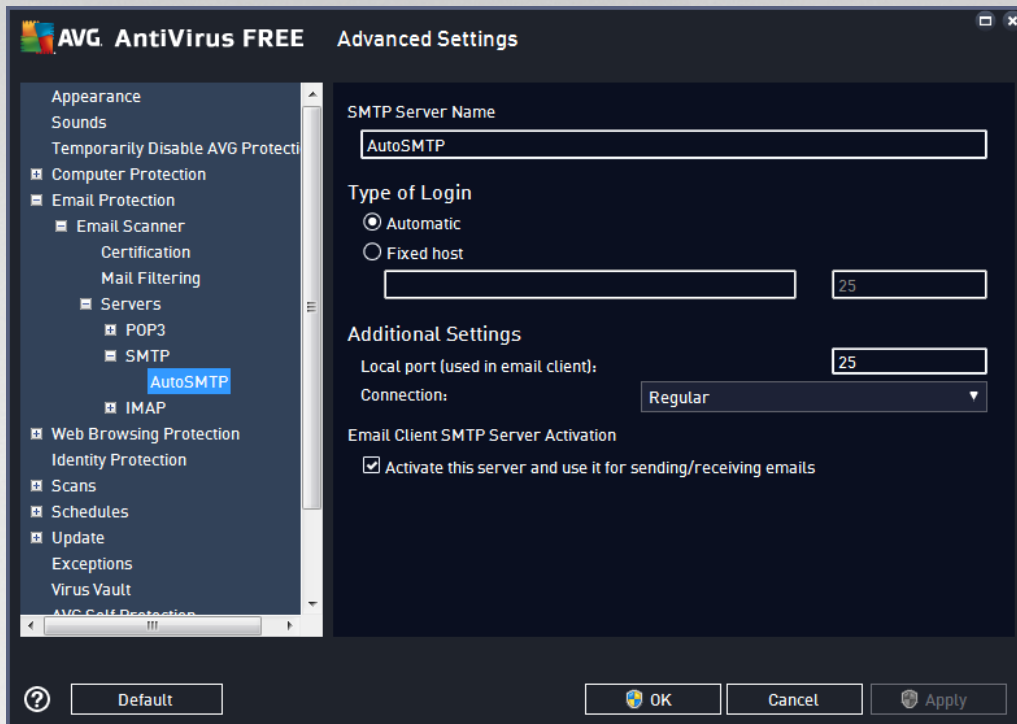 AVG AntiVirus FREE Advanced Settings
Appearance
Sounds
Temporarily Disable AVG Protecti
Computer Protection
Email Protection
Email Scanner
Certification
Mail Filtering
Servers
POP3
SMTP
AutoSMTP
IMAP
Web Browsing Protection
Identity Protection
Scans
Schedules
Update
Exceptions
Virus Vault
AVG Self Protection
SMTP Server Name
AutoSMTP
Type of Login
Automatic
Fixed host
25
Additional Settings
Local port (used in email client): 25
Connection: Regular
Email Client SMTP Server Activation
Activate this server and use it for sending/receiving emails
? Default OK Cancel Apply